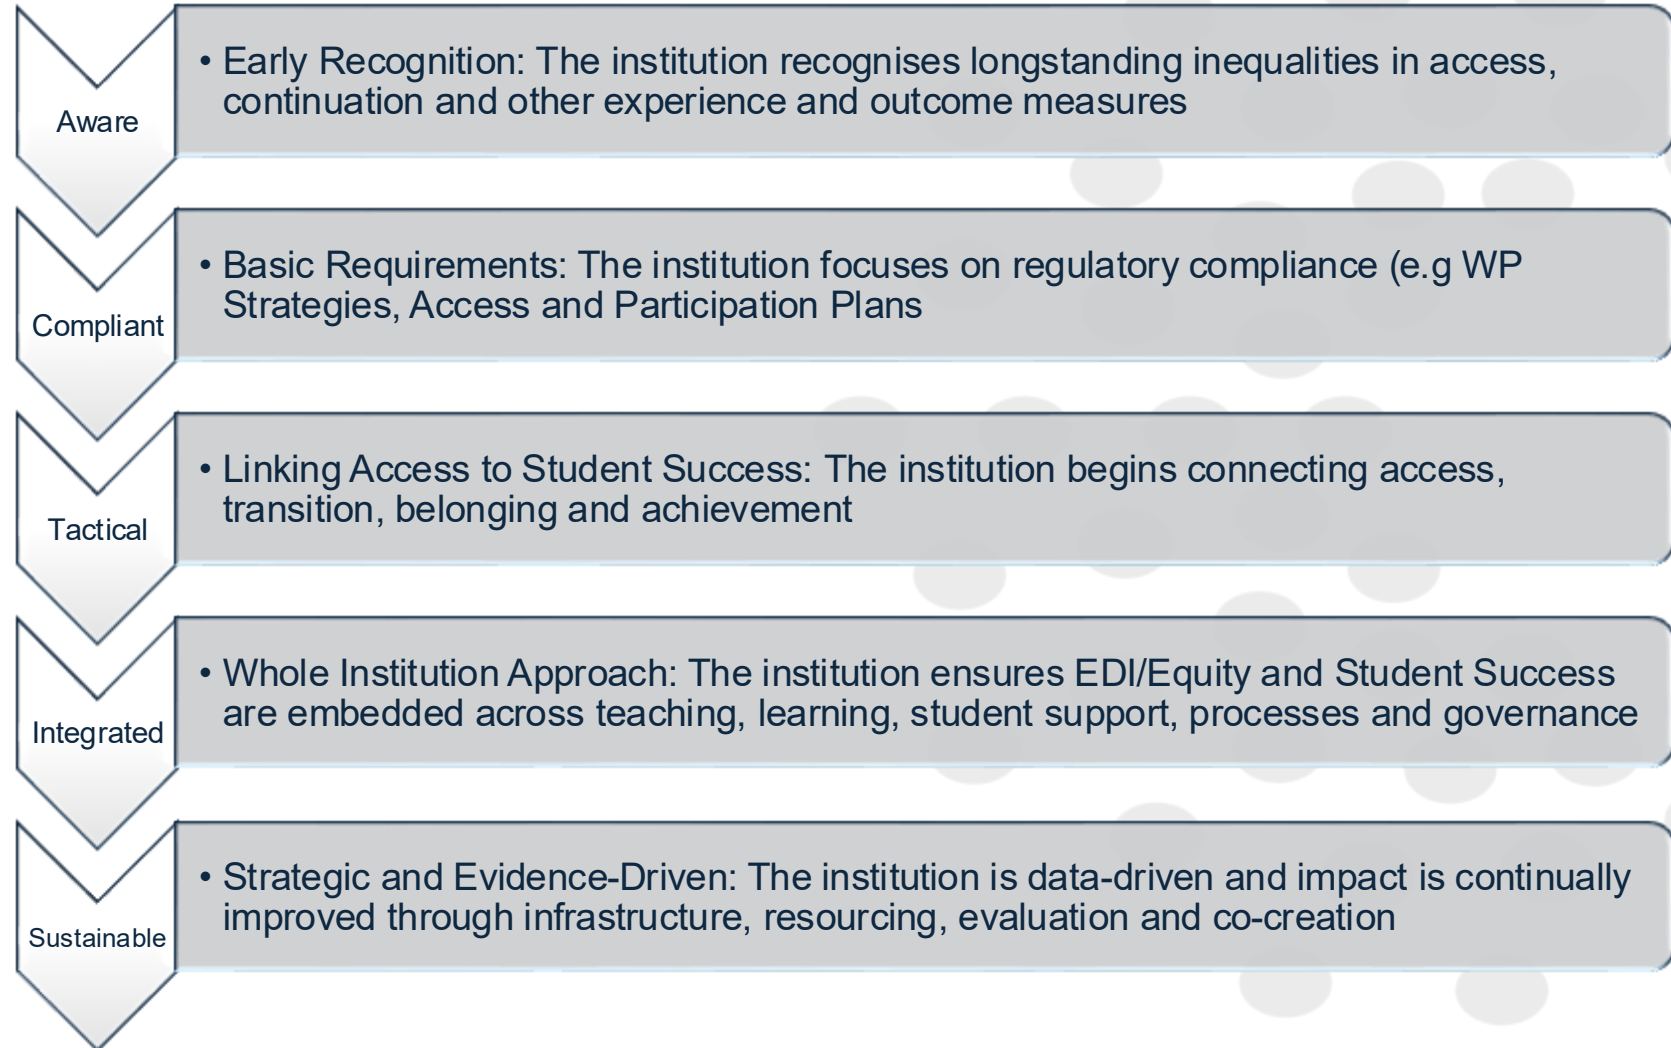 Aware
• Early Recognition: The institution recognises longstanding inequalities in access,
continuation and other experience and outcome measures
Compliant
• Basic Requirements: The institution focuses on regulatory compliance (e.g WP
Strategies, Access and Participation Plans
Tactical
• Linking Access to Student Success: The institution begins connecting access,
transition, belonging and achievement
Integrated
• Whole Institution Approach: The institution ensures EDI/Equity and Student Success
are embedded across teaching, learning, student support, processes and governance
Sustainable
• Strategic and Evidence-Driven: The institution is data-driven and impact is continually
improved through infrastructure, resourcing, evaluation and co-creation